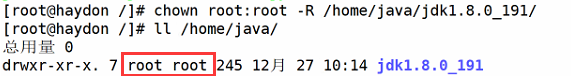 [root@haydon /]# chown root:root -R /home/java/jdk1.8.0_191/
[root@haydon /]# ll /home/java/
总用量 0
drwxr-xr-x. 7 root root 245 12月 27 10:14 jdk1.8.0_191